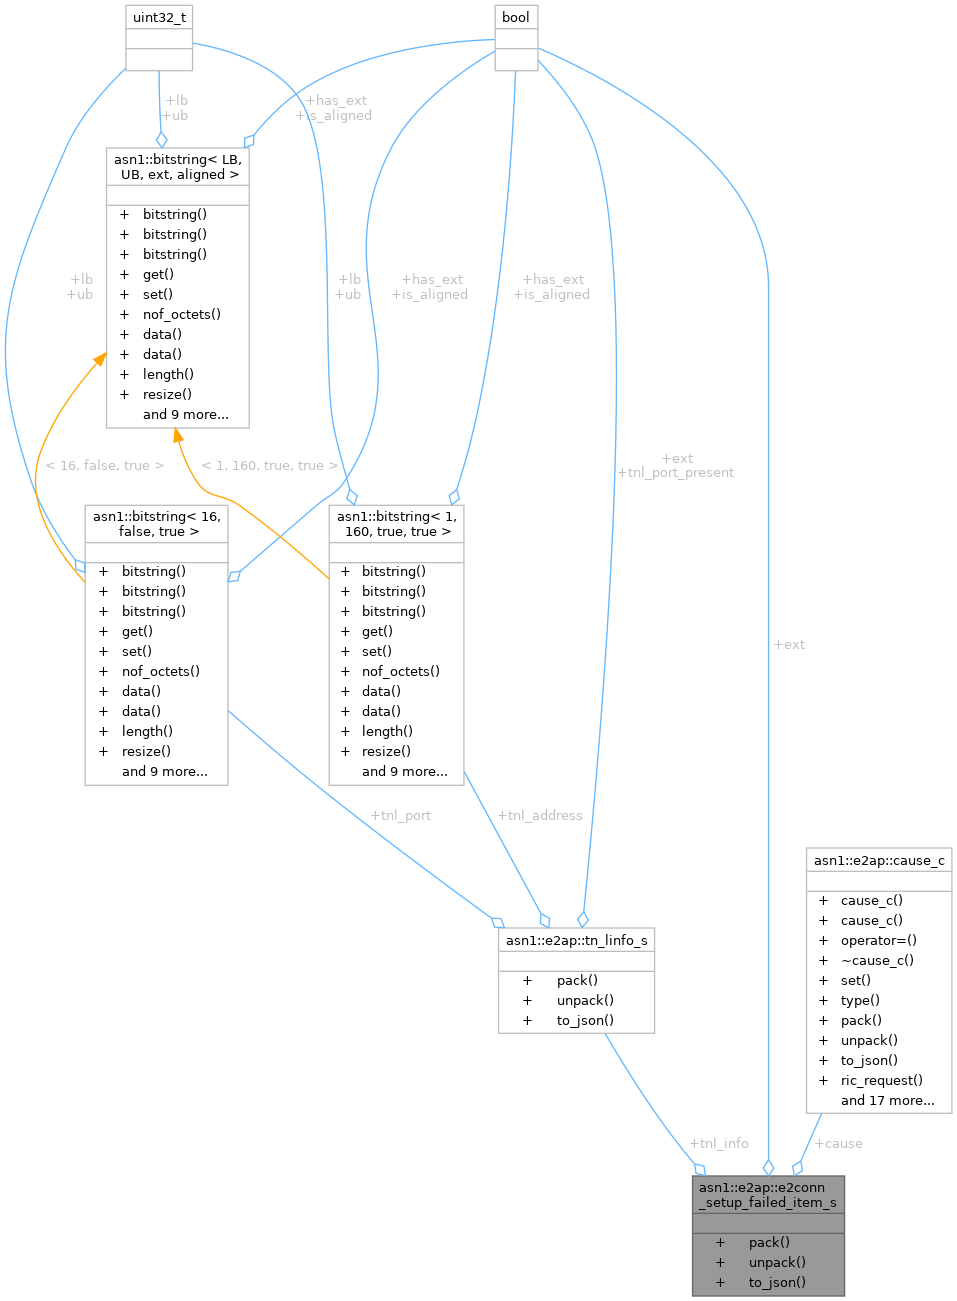 uint32_t
bool
+lb
+ub
+has_ext
+is_aligned
asn1::bitstring< LB,
UB, ext, aligned >
+ bitstring()
+ bitstring()
+ bitstring()
+ get()
+ set()
+ nof_octets()
+ data()
+ data()
+ length()
+ resize()
and 9 more...
+lb
+ub
+lb
+ub
+has_ext
+is_aligned
+has_ext
+is_aligned
< 16, false, true >
< 1, 160, true, true >
+ext
+tnl_port_present
asn1::bitstring< 16,
false, true >
+ bitstring()
+ bitstring()
+ bitstring()
+ get()
+ set()
+ nof_octets()
+ data()
+ data()
+ length()
+ resize()
and 9 more...
asn1::bitstring< 1,
160, true, true >
+ bitstring()
+ bitstring()
+ bitstring()
+ get()
+ set()
+ nof_octets()
+ data()
+ data()
+ length()
+ resize()
and 9 more...
+ext
+tnl_port
+tnl_address
asn1::e2ap::tn_linfo_s
+ pack()
+ unpack()
+ to_json()
asn1::e2ap::cause_c
+ cause_c()
+ cause_c()
+ operator=()
+ ~cause_c()
+ set()
+ type()
+ pack()
+ unpack()
+ to_json()
+ ric_request()
and 17 more...
+tnl_info
+cause
asn1::e2ap::e2conn
_setup_failed_item_s
+ pack()
+ unpack()
+ to_json()